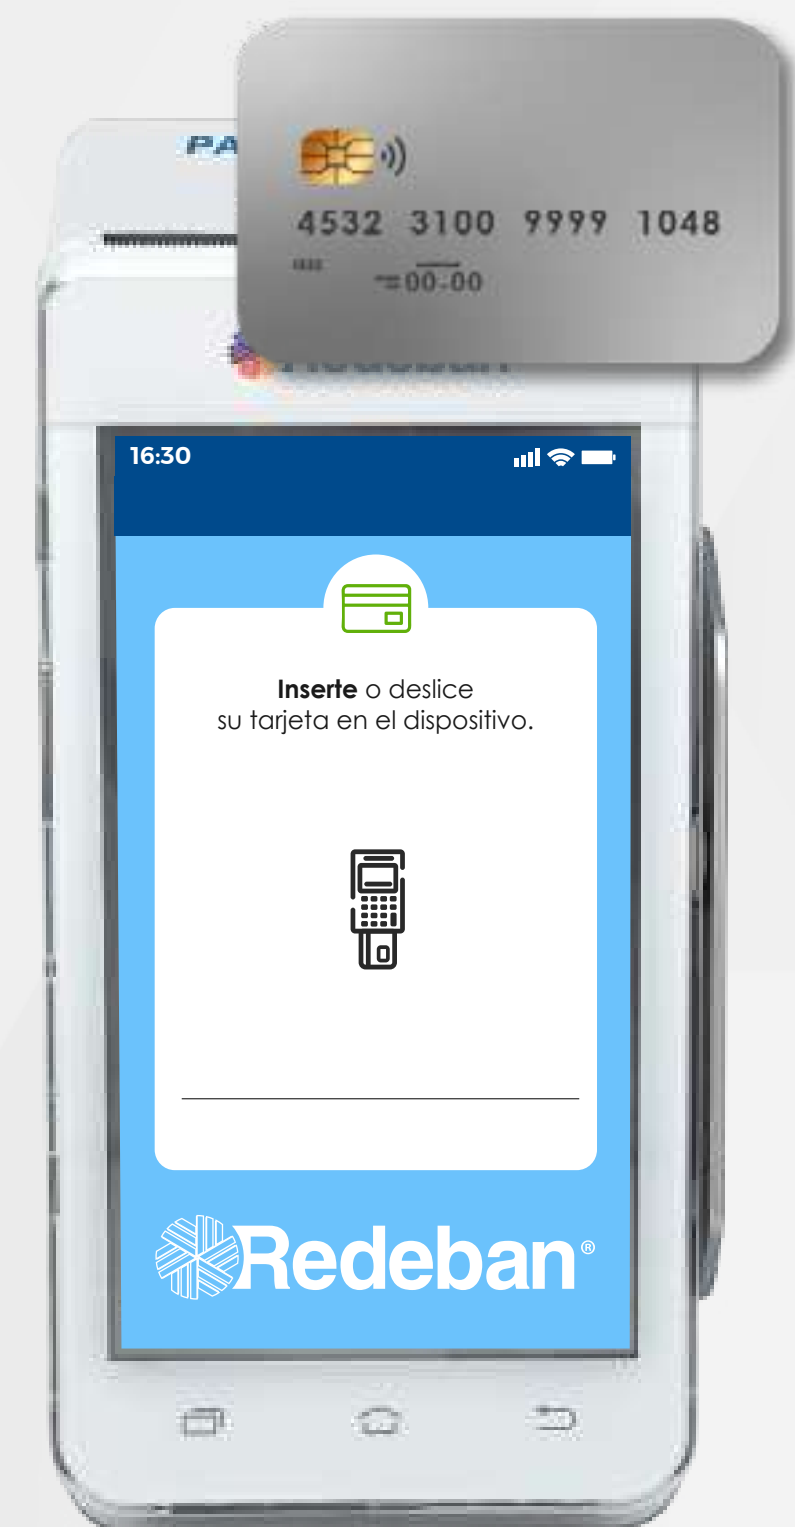 4532 3100 9999 1048
00-00
16:30
Inserte o deslice
su tarjeta en el dispositivo.
Redeban®